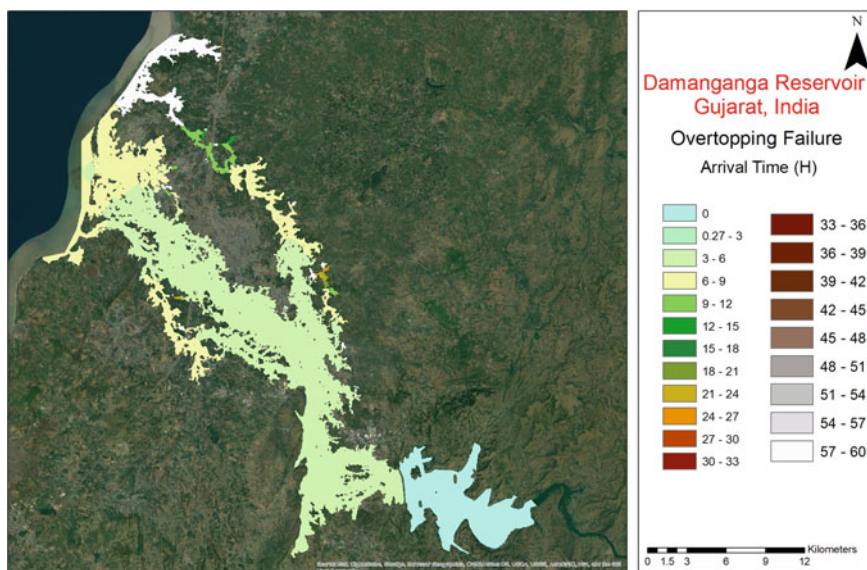 N
Damanganga Reservoir
Gujarat, India
Overtopping Failure
Arrival Time (H)
0
0.27 - 3
3 - 6
6 - 9
9 - 12
12 - 15
15 - 18
18 - 21
21 - 24
24 - 27
27 - 30
30 - 33
33 - 36
36 - 39
39 - 42
42 - 45
45 - 48
48 - 51
51 - 54
54 - 57
57 - 60
Kilometers
0 1.5 3 6 9 12